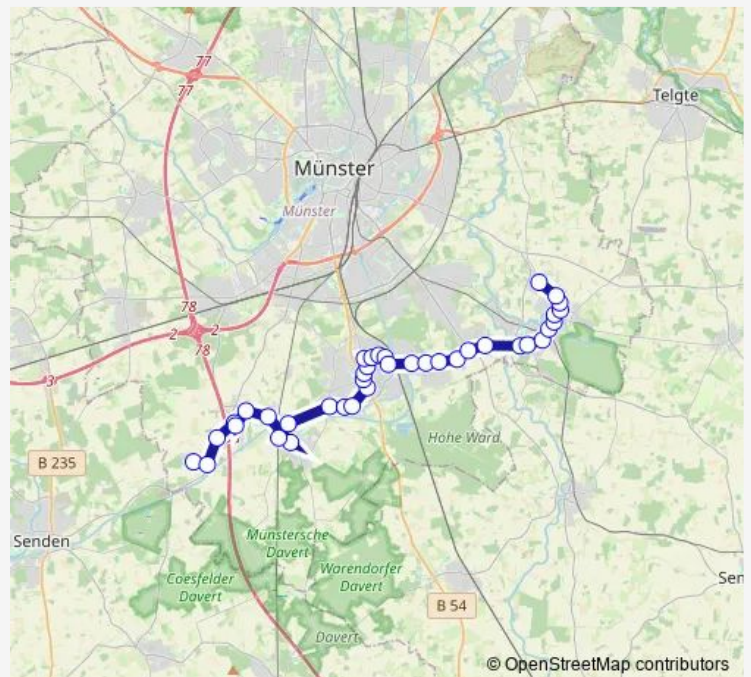 77
77
Telgte
Münster
Münster
78
2
2
78
3
B 235
Hohe Ward
Senden
Münstersche
Davert
Coesfelder
Davert
Warendorfer
Davert
Sen
B 54
Davert
© OpenStreetMap contributors